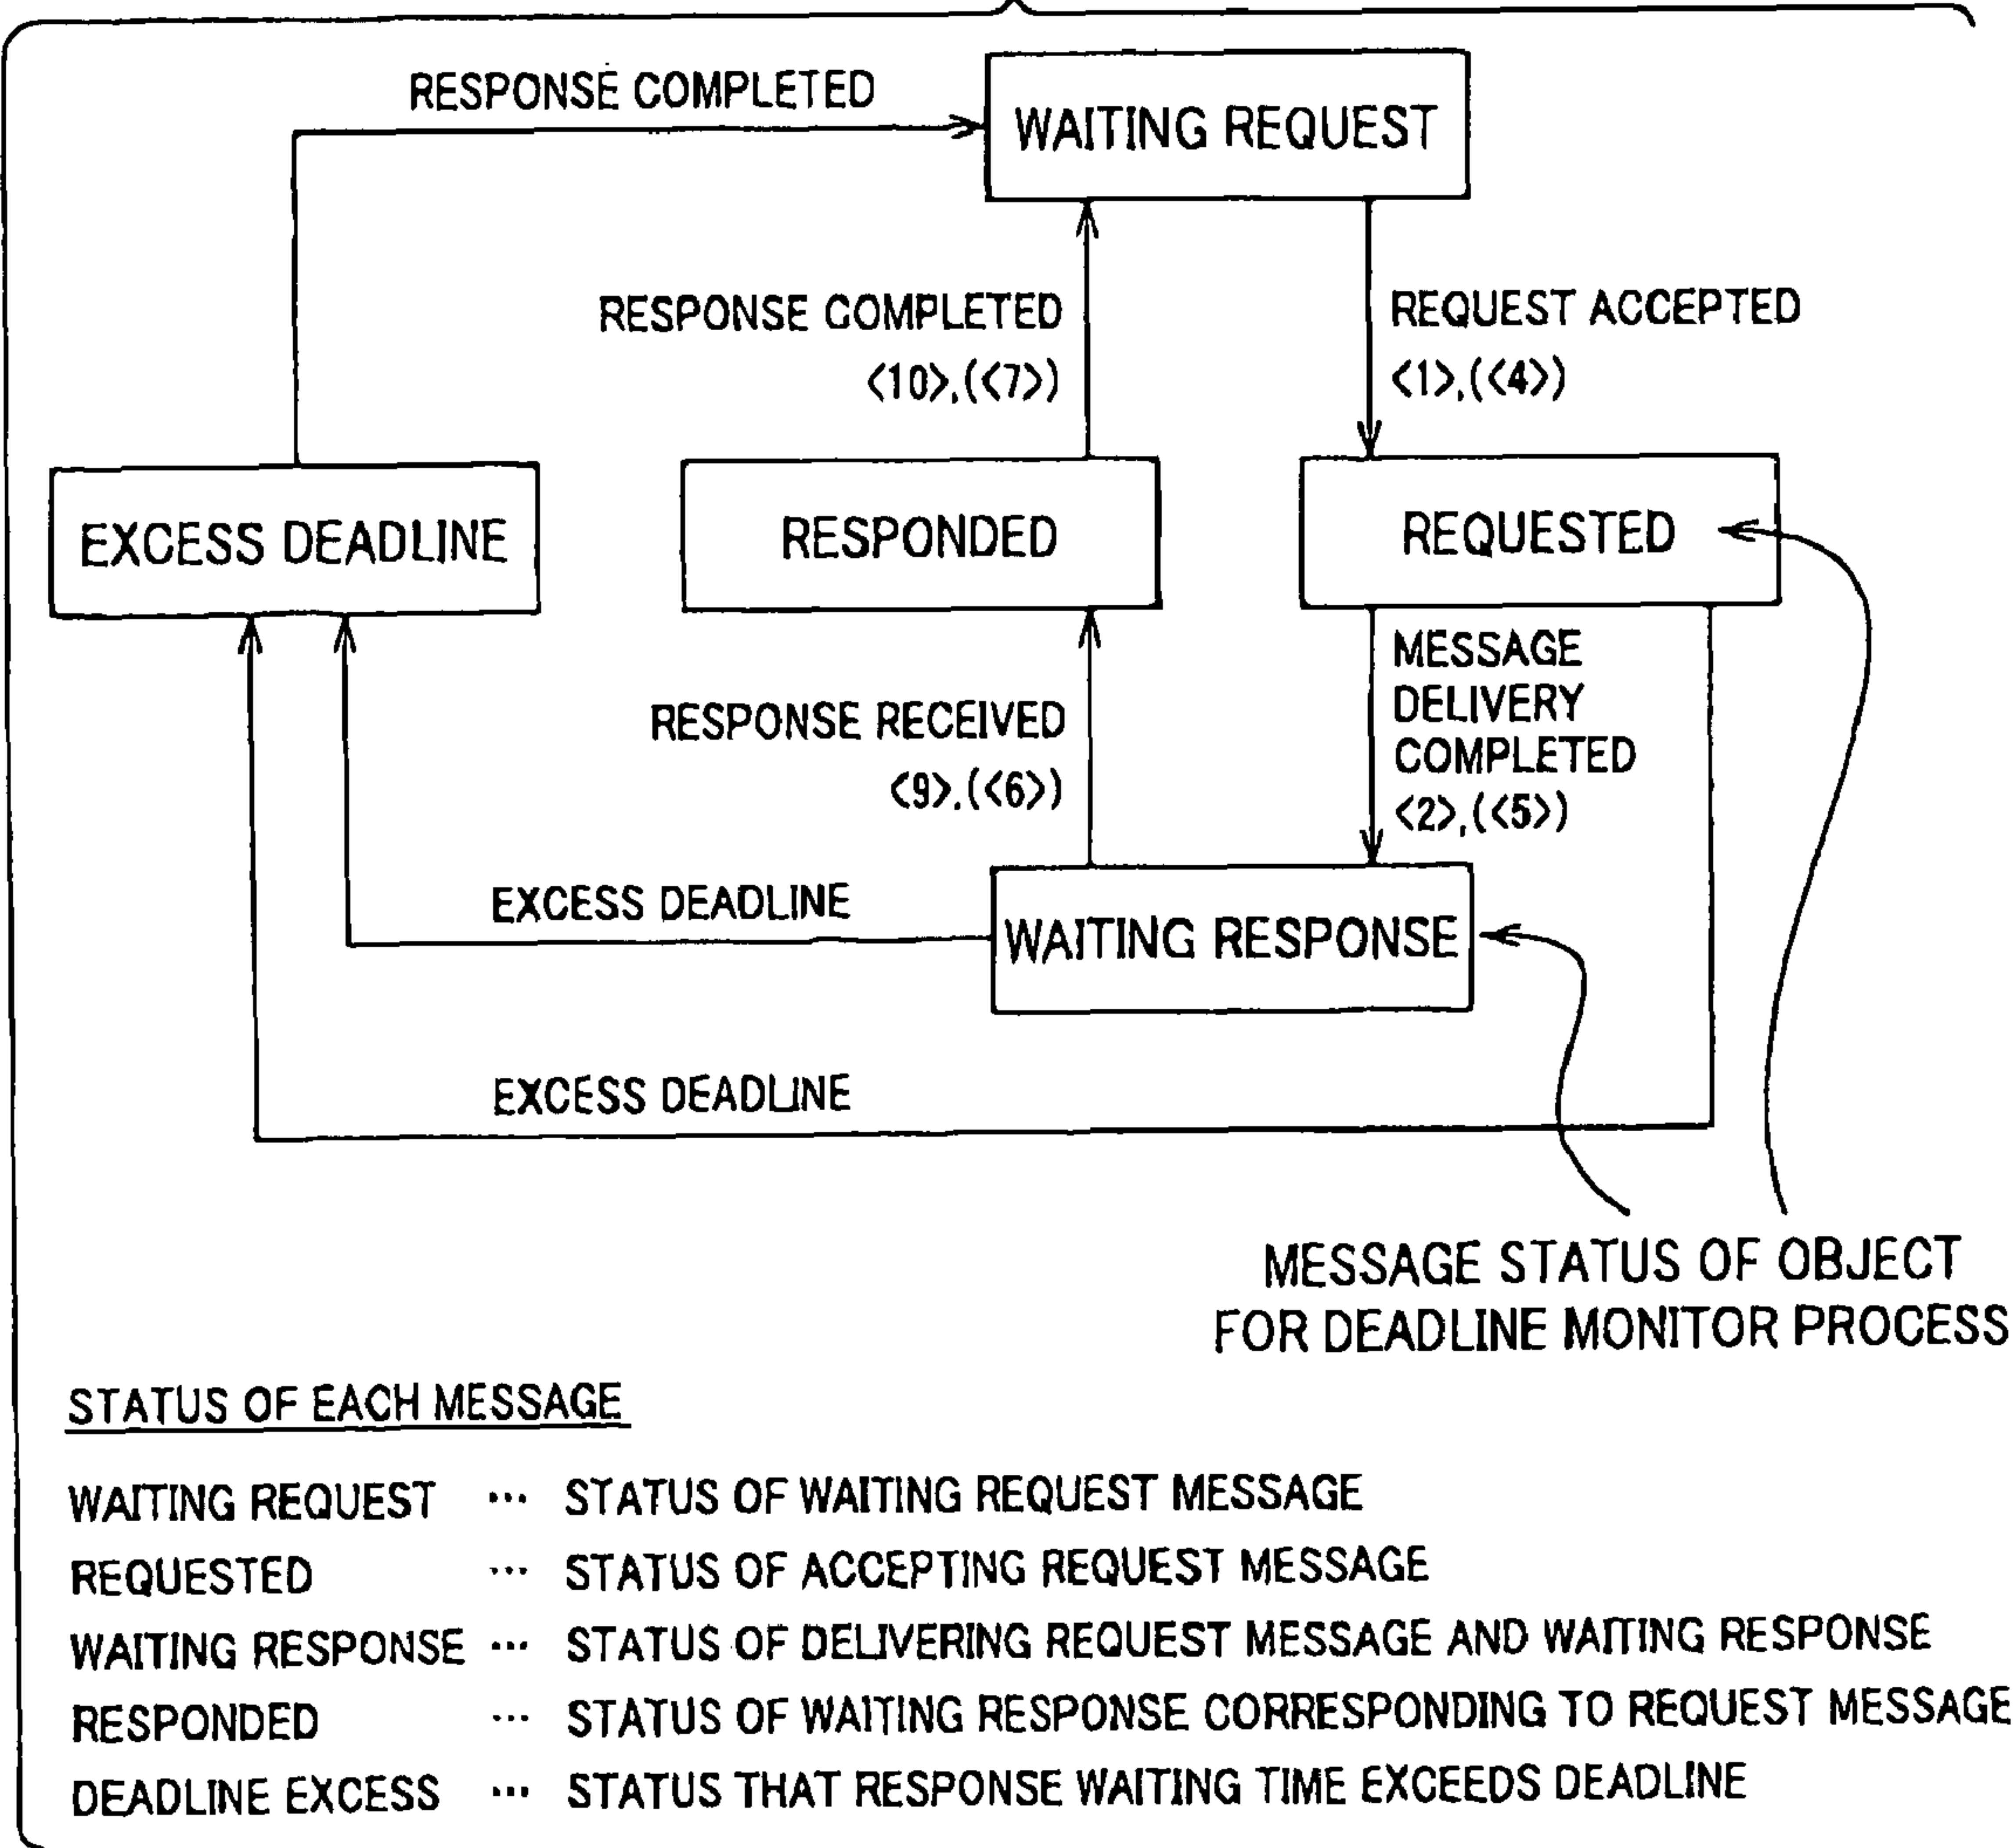 RESPONSE COMPLETED
WAITING REQUEST
RESPONSE COMPLETED
<10>,(<7>)
REQUEST ACCEPTED
<1>,(<4>)
EXCESS DEADLINE
RESPONDED
REQUESTED
RESPONSE RECEIVED
<9>,(<6>)
MESSAGE
DELIVERY
COMPLETED
<2>,(<5>)
EXCESS DEADLINE
WAITING RESPONSE
EXCESS DEADLINE
MESSAGE STATUS OF OBJECT
FOR DEADLINE MONITOR PROCESS
STATUS OF EACH MESSAGE
WAITING REQUEST ... STATUS OF WAITING REQUEST MESSAGE
REQUESTED ... STATUS OF ACCEPTING REQUEST MESSAGE
WAITING RESPONSE ... STATUS OF DELIVERING REQUEST MESSAGE AND WAITING RESPONSE
RESPONDED ... STATUS OF WAITING RESPONSE CORRESPONDING TO REQUEST MESSAGE
DEADLINE EXCESS ... STATUS THAT RESPONSE WAITING TIME EXCEEDS DEADLINE